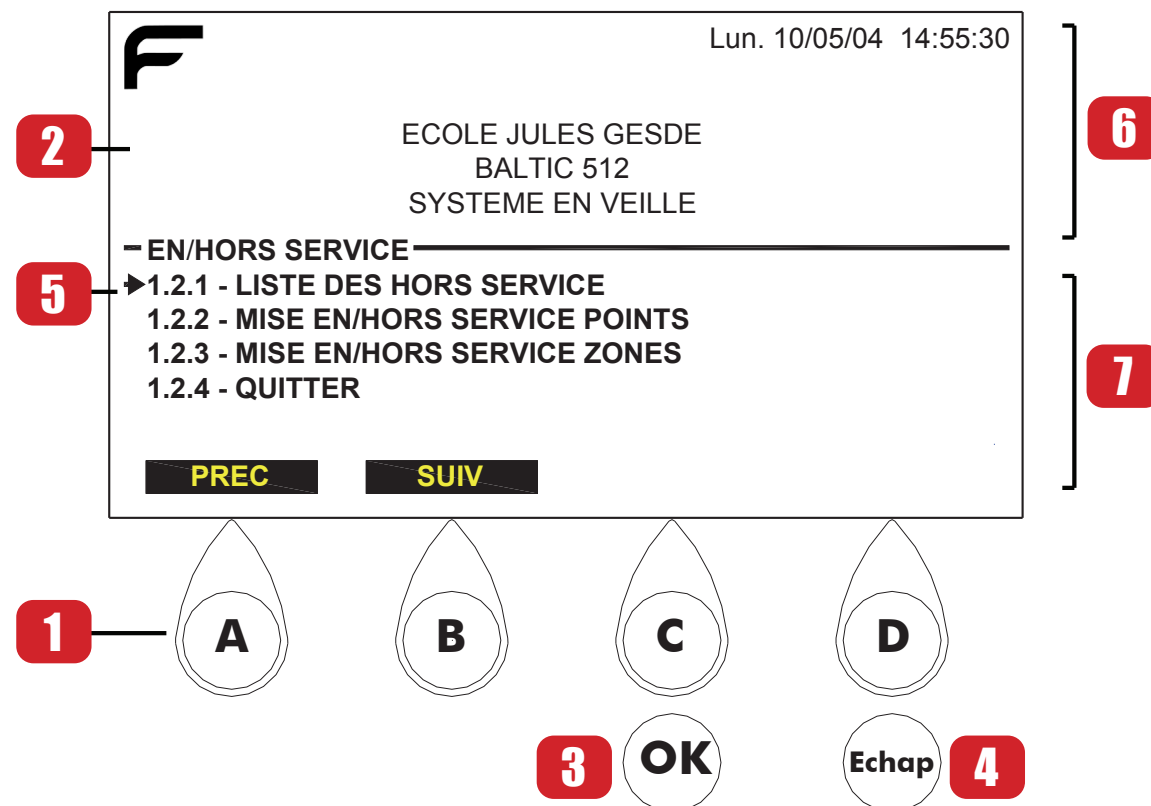 Lun. 10/05/04 14:55:30
6
2
ECOLE JULES GESDE
BALTIC 512
SYSTEME EN VEILLE
EN/HORS SERVICE
5
1.2.1 - LISTE DES HORS SERVICE
1.2.2 - MISE EN/HORS SERVICE POINTS
1.2.3 - MISE EN/HORS SERVICE ZONES
7
1.2.4 - QUITTER
PREC SUIV
1
A B C D
3 OK Echap 4